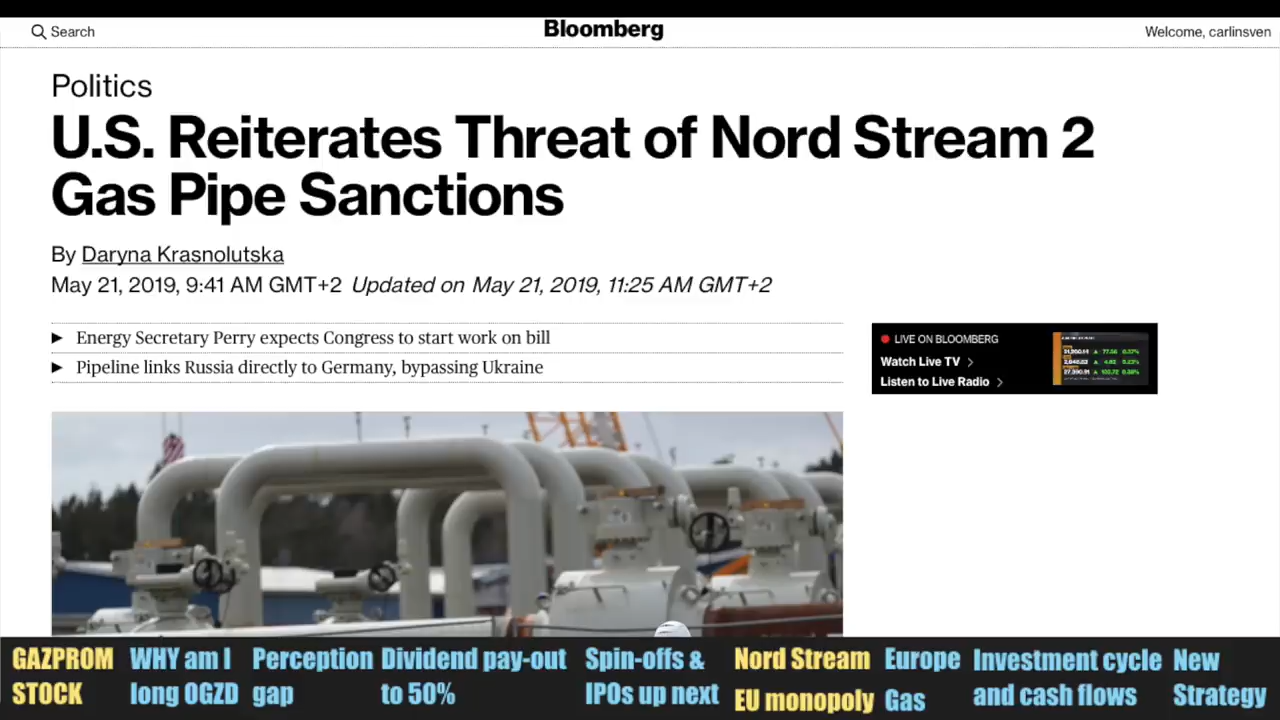 Search
Bloomberg
Welcome, carlinsven
Politics
U.S. Reiterates Threat of Nord Stream 2
Gas Pipe Sanctions
By Daryna Krasnolutska
May 21, 2019, 9:41 AM GMT+2 Updated on May 21, 2019, 11:25 AM GMT+2
Energy Secretary Perry expects Congress to start work on bill
Pipeline links Russia directly to Germany, bypassing Ukraine
LIVE ON BLOOMBERG
Watch Live TV
Listen to Live Radio
GAZPROM
STOCK
WHY am I
long OGZD
Perception
gap
Dividend pay-out
to 50%
Spin-offs &
IPOs up next
Nord Stream
EU monopoly
Europe
Gas
Investment cycle
and cash flows
New
Strategy